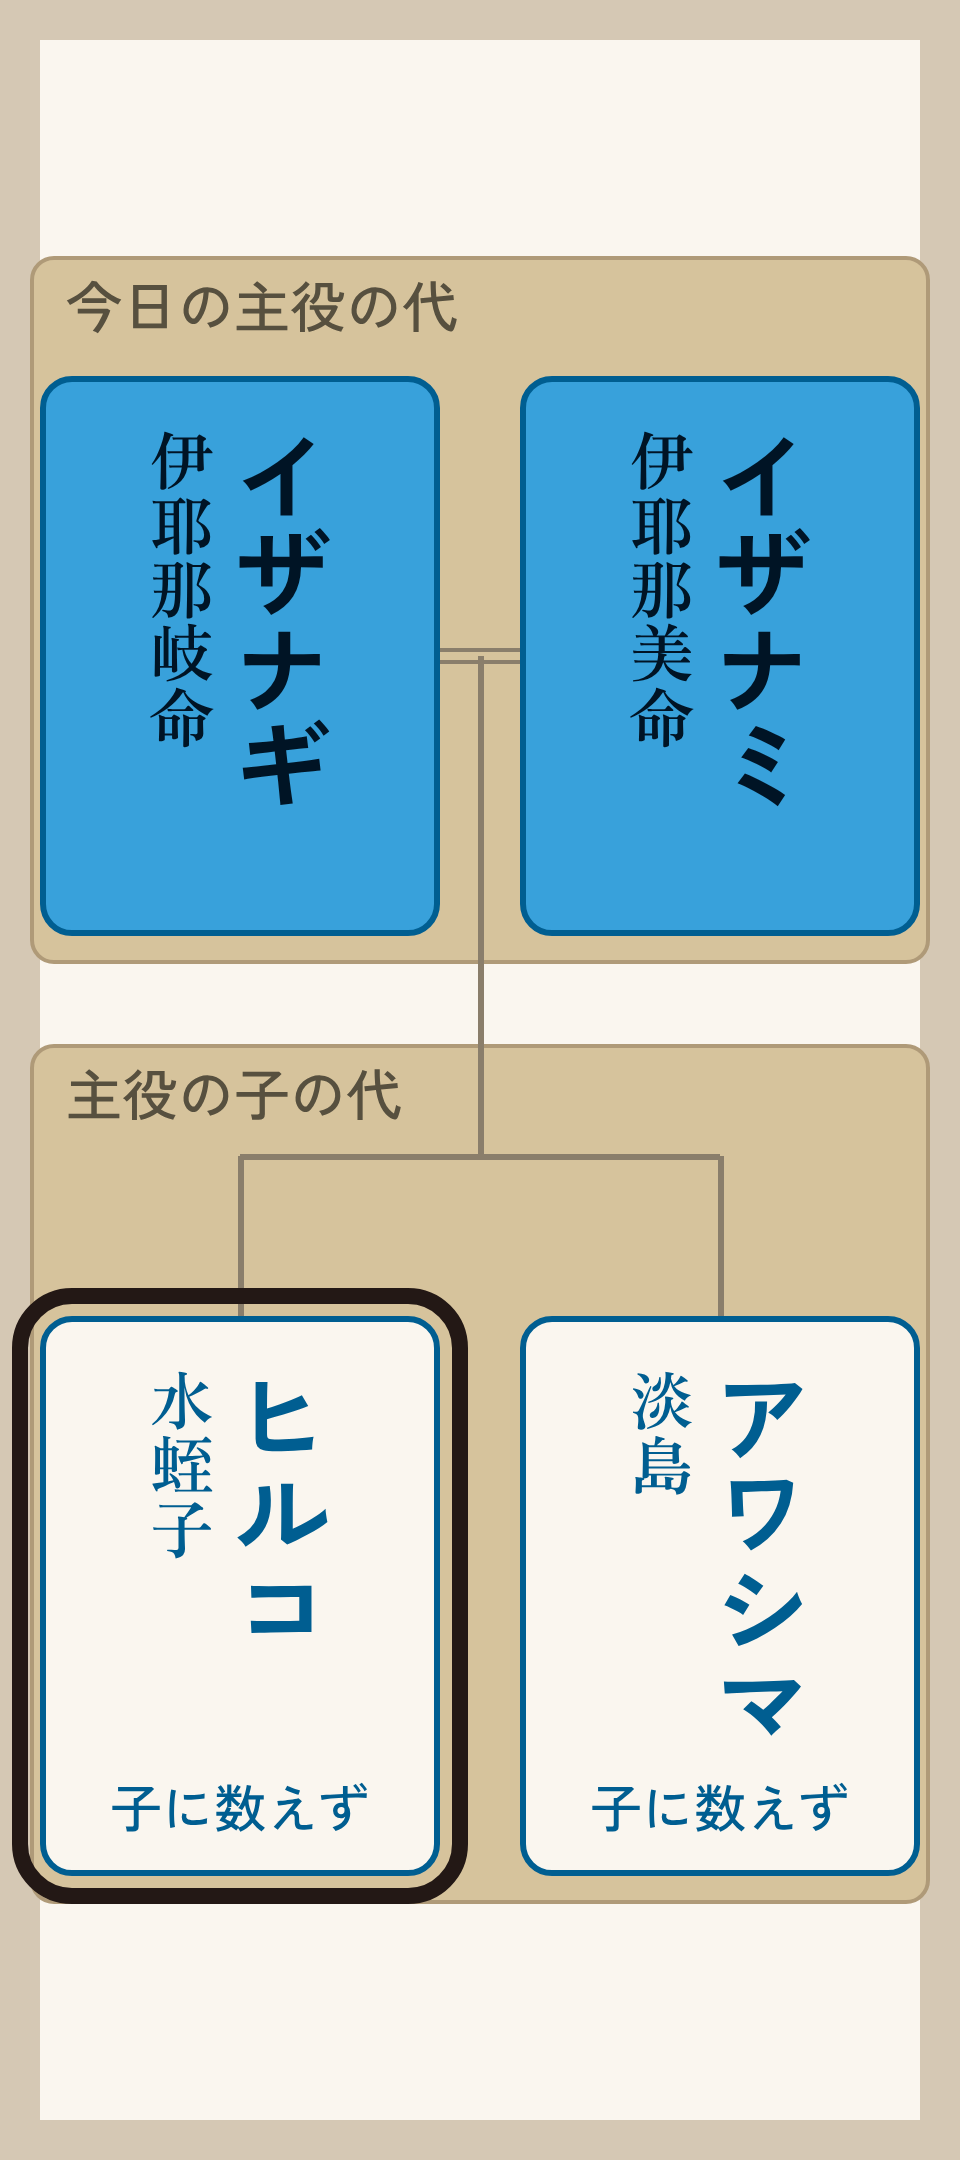 今日の主役の代
イザナギ
伊耶那岐命
イザナミ
伊耶那美命
主役の子の代
ヒルコ
水蛭子
子に数えず
アワシマ
淡島
子に数えず